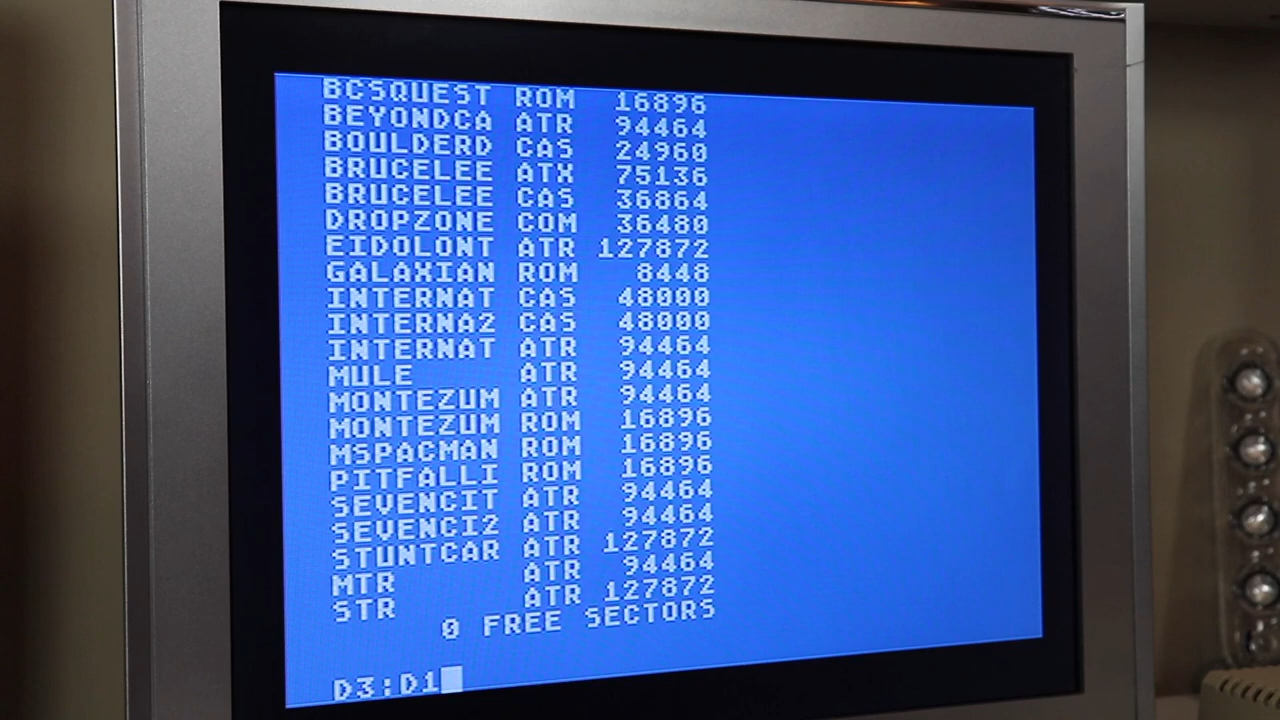 BCSQUEST ROM 16896
BEYONDCA ATR 94464
BOULDERD CAS 24960
BRUCELEE ATX 75136
BRUCELEE CAS 36864
DROPZONE COM 36480
EIDOLONT ATR 127872
GALAXIAN ROM 8448
INTERNAT CAS 48000
INTERNA2 CAS 48000
INTERNAT ATR 94464
MULE ATR 94464
MONTEZUM ATR 94464
MONTEZUM ROM 16896
MSPACMAN ROM 16896
PITFALLI ROM 16896
SEVENCIT ATR 94464
SEVENCI2 ATR 94464
STUNTCAR ATR 127872
MTR ATR 94464
STR ATR 127872
0 FREE SECTORS
D3:D1